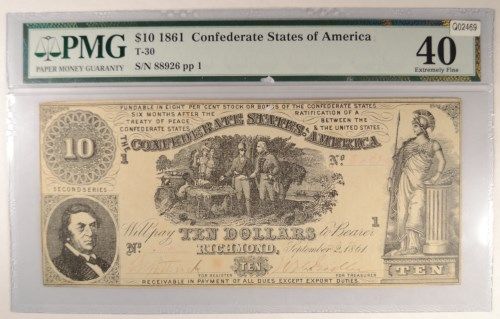 PMG
PAPER MONEY GUARANTY
$10 1861 Confederate States of America
T-30
S/N 88926 pp 1
Q02469
40
Extremely Fine
FUNDABLE IN EIGHT PER CENT STOCK OR BONDS OF THE CONFEDERATE STATES
SIX MONTHS AFTER THE RATIFICATION OF A
TREATY OF PEACE BETWEEN THE
CONFEDERATE STATES & THE UNITED STATES.
THE CONFEDERATE STATES AMERICA
10
Nº
SECOND SERIES
1
Will pay TEN DOLLARS to Bearer
Nº
RICHMOND, September 2, 1861
TEN
FOR REGISTER
FOR TREASURER
TEN
RECEIVABLE IN PAYMENT OF ALL DUES EXCEPT EXPORT DUTIES.